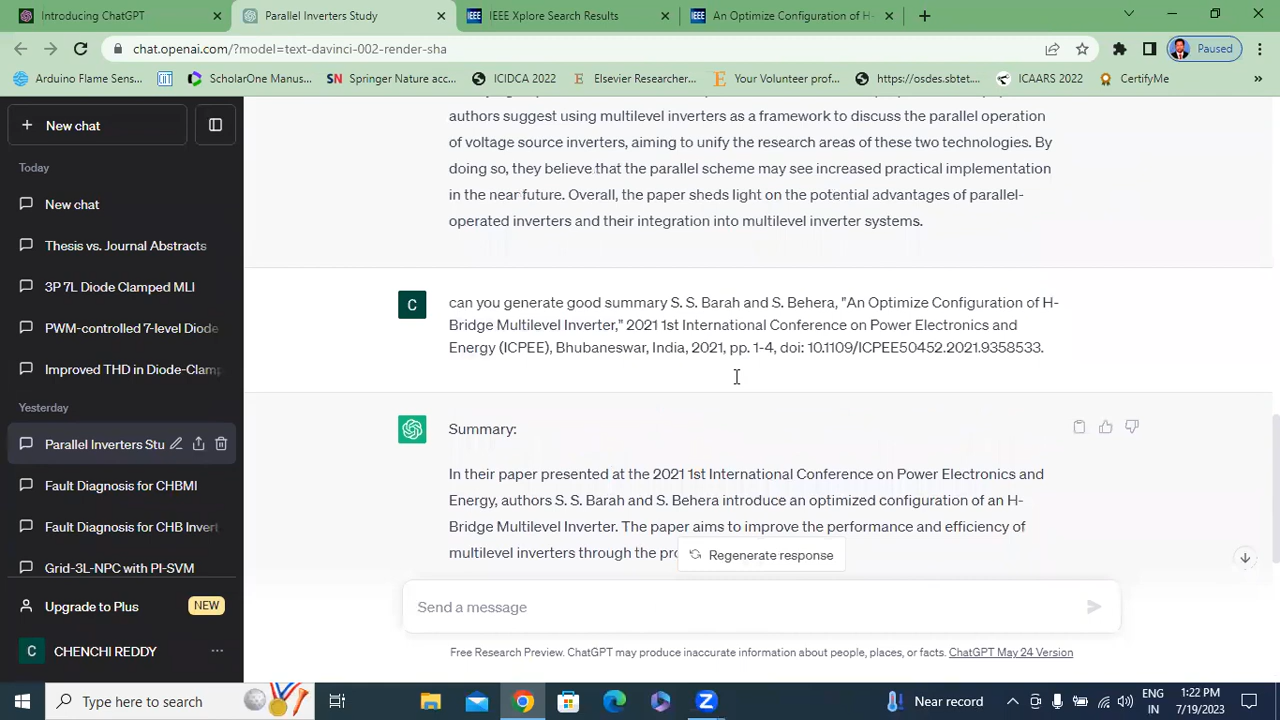 Introducing ChatGPT
Parallel Inverters Study
IEEE Xplore Search Results
An Optimize Configuration of H-
chat.openai.com/?model=text-davinci-002-render-sha
Paused
Arduino Flame Sens...
ScholarOne Manus...
SN Springer Nature acc...
ICIDCA 2022
E Elsevier Researcher...
E Your Volunteer prof...
https://osdes.sbtet....
ICAARS 2022
CertifyMe
»
New chat
Today
New chat
Thesis vs. Journal Abstracts
3P 7L Diode Clamped MLI
PWM-controlled 7-level Diode
Improved THD in Diode-Clamp
Yesterday
Parallel Inverters Stu
Fault Diagnosis for CHBMI
Fault Diagnosis for CHB Invert
Grid-3L-NPC with PI-SVM
Upgrade to Plus
NEW
C CHENCHI REDDY ...
authors suggest using multilevel inverters as a framework to discuss the parallel operation
of voltage source inverters, aiming to unify the research areas of these two technologies. By
doing so, they believe that the parallel scheme may see increased practical implementation
in the near future. Overall, the paper sheds light on the potential advantages of parallel-
operated inverters and their integration into multilevel inverter systems.
C
can you generate good summary S. S. Barah and S. Behera, "An Optimize Configuration of H-
Bridge Multilevel Inverter," 2021 1st International Conference on Power Electronics and
Energy (ICPEE), Bhubaneswar, India, 2021, pp. 1-4, doi: 10.1109/ICPEE50452.2021.9358533.
Summary:
In their paper presented at the 2021 1st International Conference on Power Electronics and
Energy, authors S. S. Barah and S. Behera introduce an optimized configuration of an H-
Bridge Multilevel Inverter. The paper aims to improve the performance and efficiency of
multilevel inverters through the
Regenerate response
Send a message
Free Research Preview. ChatGPT may produce inaccurate information about people, places, or facts. ChatGPT May 24 Version
Type here to search
Near record
ENG
IN
1:22 PM
7/19/2023